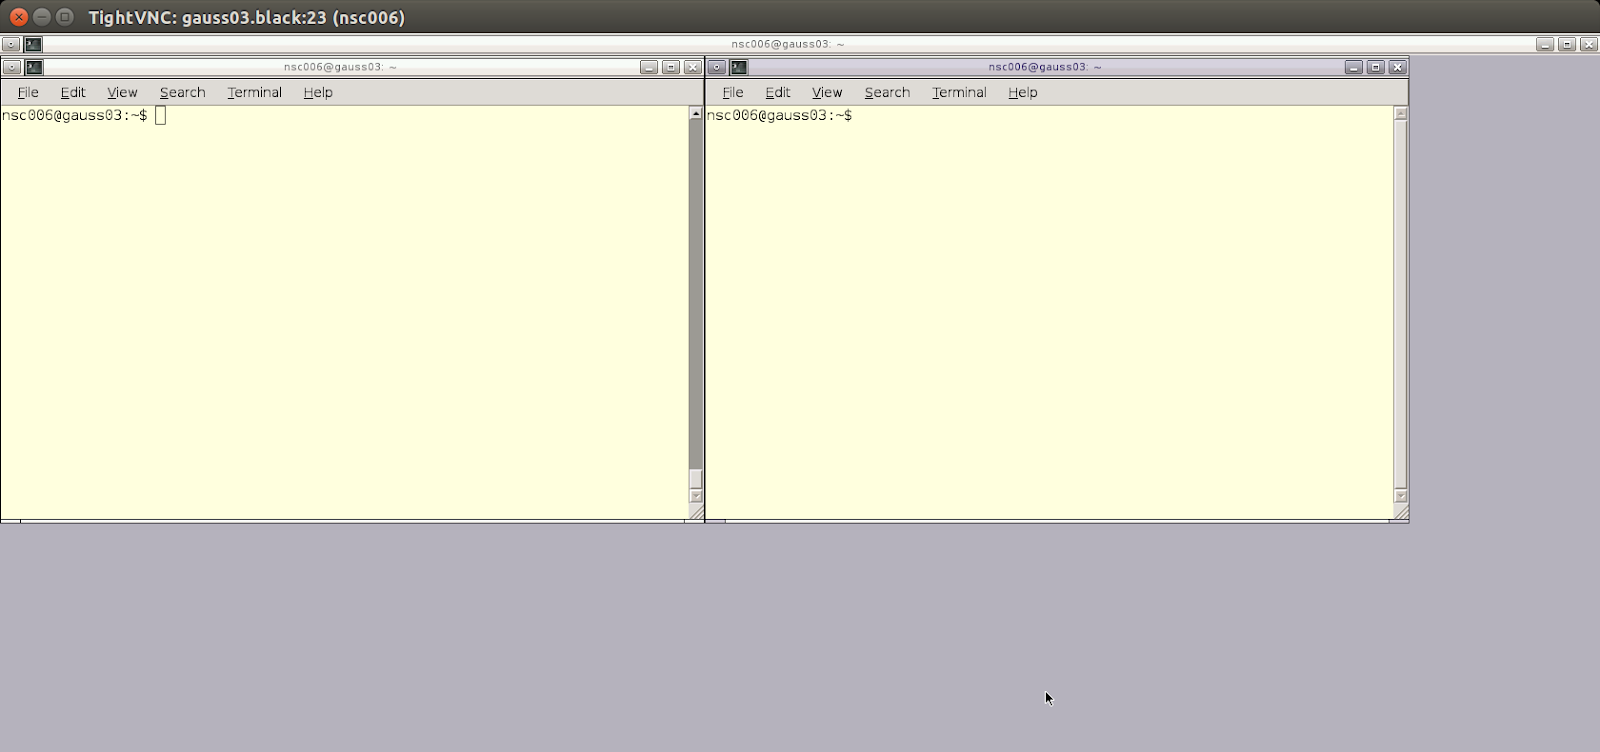 TightVNC: gauss03.black:23 (nsc006)
nsc006@gauss03: ~
nsc006@gauss03: ~
File Edit View Search Terminal Help
nsc006@gauss03:~$
nsc006@gauss03: ~
File Edit View Search Terminal Help
nsc006@gauss03:~$